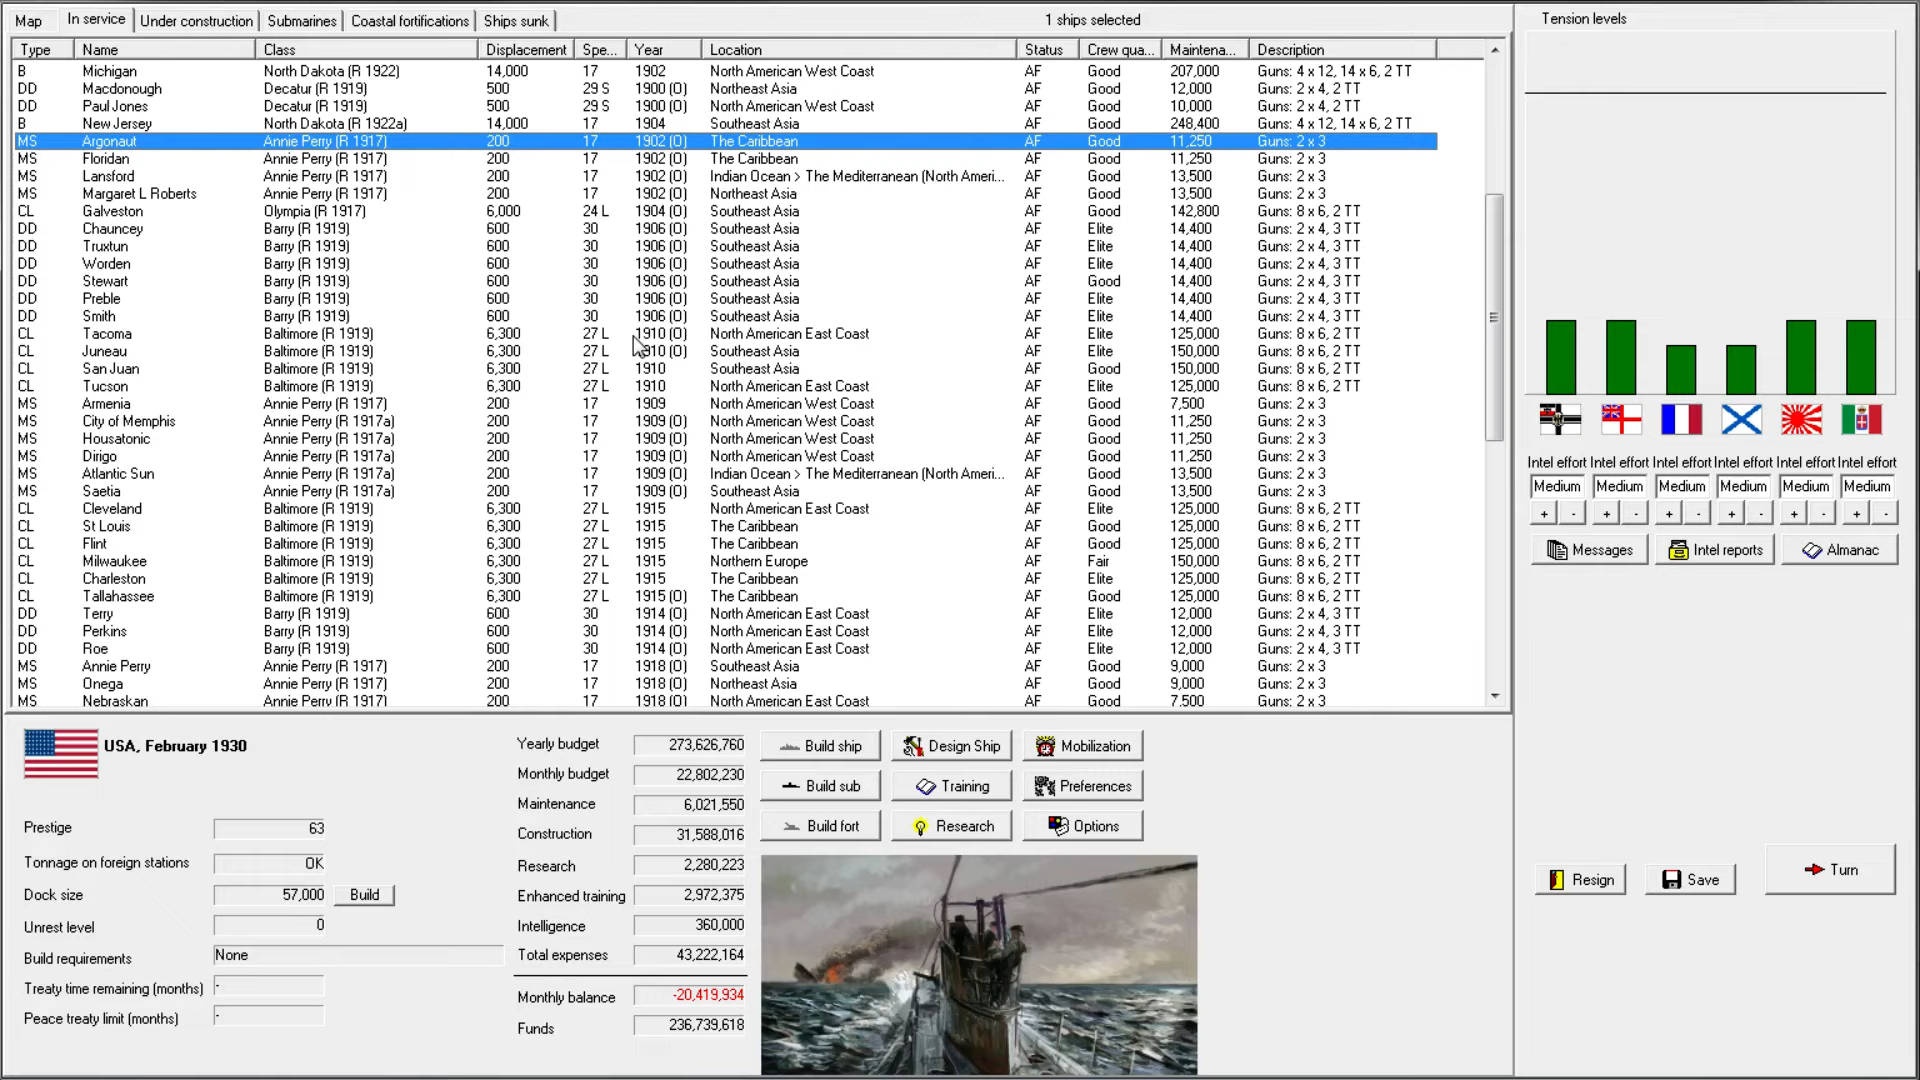 Map In service Under construction Submarines Coastal fortifications Ships sunk 1 ships selected Tension levels
Type Name Class Displacement Spe... Year Location Status Crew qua... Maintena... Description
B Michigan North Dakota (R 1922) 14,000 17 1902 North American West Coast AF Good 207,000 Guns: 4 x 12, 14 x 6, 2 TT
DD Macdonough Decatur (R 1919) 500 29 S 1900 (O) Northeast Asia AF Good 12,000 Guns: 2 x 4, 2 TT
DD Paul Jones Decatur (R 1919) 500 29 S 1900 (O) North American West Coast AF Good 10,000 Guns: 2 x 4, 2 TT
B New Jersey North Dakota (R 1922a) 14,000 17 1904 Southeast Asia AF Good 248,400 Guns: 4 x 12, 14 x 6, 2 TT
MS Argonaut Annie Perry (R 1917) 200 17 1902 (O) The Caribbean AF Good 11,250 Guns: 2 x 3
MS Floridan Annie Perry (R 1917) 200 17 1902 (O) The Caribbean AF Good 11,250 Guns: 2 x 3
MS Lansford Annie Perry (R 1917) 200 17 1902 (O) Indian Ocean > The Mediterranean (North Ameri... AF Good 13,500 Guns: 2 x 3
MS Margaret L Roberts Annie Perry (R 1917) 200 17 1902 (O) Northeast Asia AF Good 13,500 Guns: 2 x 3
CL Galveston Olympia (R 1917) 6,000 24 L 1904 (O) Southeast Asia AF Good 142,800 Guns: 8 x 6, 2 TT
DD Chauncey Barry (R 1919) 600 30 1906 (O) Southeast Asia AF Elite 14,400 Guns: 2 x 4, 3 TT
DD Truxtun Barry (R 1919) 600 30 1906 (O) Southeast Asia AF Elite 14,400 Guns: 2 x 4, 3 TT
DD Worden Barry (R 1919) 600 30 1906 (O) Southeast Asia AF Elite 14,400 Guns: 2 x 4, 3 TT
DD Stewart Barry (R 1919) 600 30 1906 (O) Southeast Asia AF Good 14,400 Guns: 2 x 4, 3 TT
DD Preble Barry (R 1919) 600 30 1906 (O) Southeast Asia AF Elite 14,400 Guns: 2 x 4, 3 TT
DD Smith Barry (R 1919) 600 30 1906 (O) Southeast Asia AF Elite 14,400 Guns: 2 x 4, 3 TT
CL Tacoma Baltimore (R 1919) 6,300 27 L 1910 (O) North American East Coast AF Good 125,000 Guns: 8 x 6, 2 TT
CL Juneau Baltimore (R 1919) 6,300 27 L 1910 (O) Southeast Asia AF Elite 150,000 Guns: 8 x 6, 2 TT
CL San Juan Baltimore (R 1919) 6,300 27 L 1910 Southeast Asia AF Good 150,000 Guns: 8 x 6, 2 TT
CL Tucson Baltimore (R 1919) 6,300 27 L 1910 North American East Coast AF Elite 125,000 Guns: 8 x 6, 2 TT
MS Armenia Annie Perry (R 1917) 200 17 1909 North American West Coast AF Good 7,500 Guns: 2 x 3
MS City of Memphis Annie Perry (R 1917a) 200 17 1909 (O) North American West Coast AF Good 11,250 Guns: 2 x 3
MS Housatonic Annie Perry (R 1917a) 200 17 1909 (O) North American West Coast AF Good 11,250 Guns: 2 x 3
MS Dirigo Annie Perry (R 1917a) 200 17 1909 (O) North American West Coast AF Good 11,250 Guns: 2 x 3
MS Atlantic Sun Annie Perry (R 1917a) 200 17 1909 (O) Indian Ocean > The Mediterranean (North Ameri... AF Good 13,500 Guns: 2 x 3
MS Saetia Annie Perry (R 1917a) 200 17 1909 (O) Southeast Asia AF Good 13,500 Guns: 2 x 3
CL Cleveland Baltimore (R 1919) 6,300 27 L 1915 North American East Coast AF Elite 125,000 Guns: 8 x 6, 2 TT
CL St Louis Baltimore (R 1919) 6,300 27 L 1915 The Caribbean AF Good 125,000 Guns: 8 x 6, 2 TT
CL Flint Baltimore (R 1919) 6,300 27 L 1915 The Caribbean AF Good 125,000 Guns: 8 x 6, 2 TT
CL Milwaukee Baltimore (R 1919) 6,300 27 L 1915 Northern Europe AF Fair 150,000 Guns: 8 x 6, 2 TT
CL Charleston Baltimore (R 1919) 6,300 27 L 1915 The Caribbean AF Elite 125,000 Guns: 8 x 6, 2 TT
CL Tallahassee Baltimore (R 1919) 6,300 27 L 1915 (O) The Caribbean AF Good 125,000 Guns: 8 x 6, 2 TT
DD Terry Barry (R 1919) 600 30 1914 (O) North American East Coast AF Elite 12,000 Guns: 2 x 4, 3 TT
DD Perkins Barry (R 1919) 600 30 1914 (O) North American East Coast AF Elite 12,000 Guns: 2 x 4, 3 TT
DD Roe Barry (R 1919) 600 30 1914 (O) North American East Coast AF Elite 12,000 Guns: 2 x 4, 3 TT
MS Annie Perry Annie Perry (R 1917) 200 17 1918 (O) Southeast Asia AF Good 9,000 Guns: 2 x 3
MS Onega Annie Perry (R 1917) 200 17 1918 (O) Northeast Asia AF Good 9,000 Guns: 2 x 3
MS Nebraskan Annie Perry (R 1917) 200 17 1918 (O) North American East Coast AF Good 7,500 Guns: 2 x 3
Intel effort Intel effort Intel effort Intel effort Intel effort Intel effort
Medium Medium Medium Medium Medium Medium
+ - + - + - + - + - + -
Messages Intel reports Almanac
USA, February 1930
Prestige 63
Tonnage on foreign stations OK
Dock size 57,000 Build
Unrest level 0
Build requirements None
Treaty time remaining (months) -
Peace treaty limit (months) -
Yearly budget 273,626,760
Monthly budget 22,802,230
Maintenance 6,021,550
Construction 31,588,016
Research 2,280,223
Enhanced training 2,972,375
Intelligence 360,000
Total expenses 43,222,164
Monthly balance -20,419,934
Funds 236,739,618
Build ship Design Ship Mobilization
Build sub Training Preferences
Build fort Research Options
Resign Save Turn